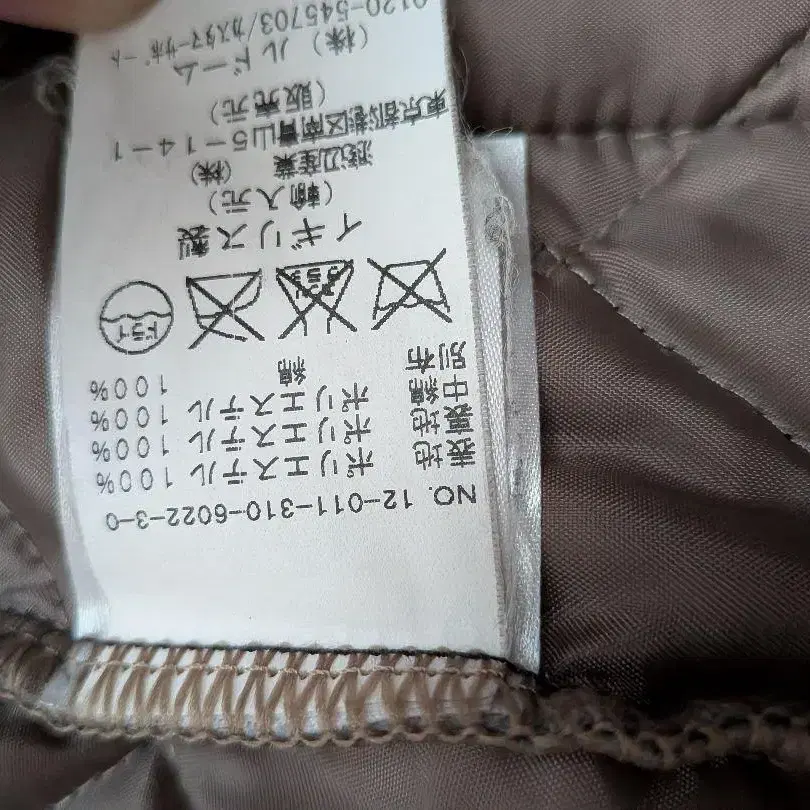 NO. 12-011-310-6022-3-0
表地 ポリエステル 100%
裏地 ポリエステル 100%
中綿 ポリエステル 100%
別布 綿 100%
ドライ
イギリス製
(輸入元)
渡辺産業 (株)
東京都港区南青山5-14-1
(販売元)
(株) ルドーム
0120-545703/カスタマーサポート